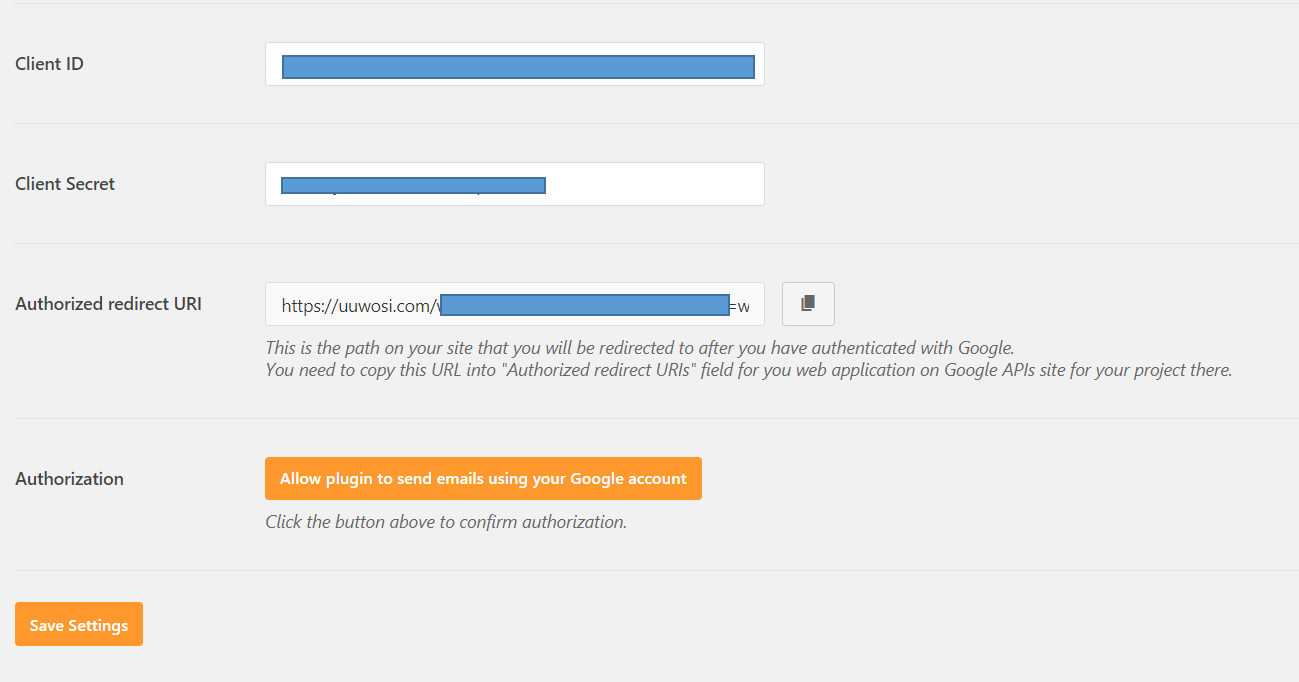 Client ID
Client Secret
Authorized redirect URI
https://uuwosi.com/ =w
This is the path on your site that you will be redirected to after you have authenticated with Google.
You need to copy this URL into "Authorized redirect URIs" field for you web application on Google APIs site for your project there.
Authorization
Allow plugin to send emails using your Google account
Click the button above to confirm authorization.
Save Settings